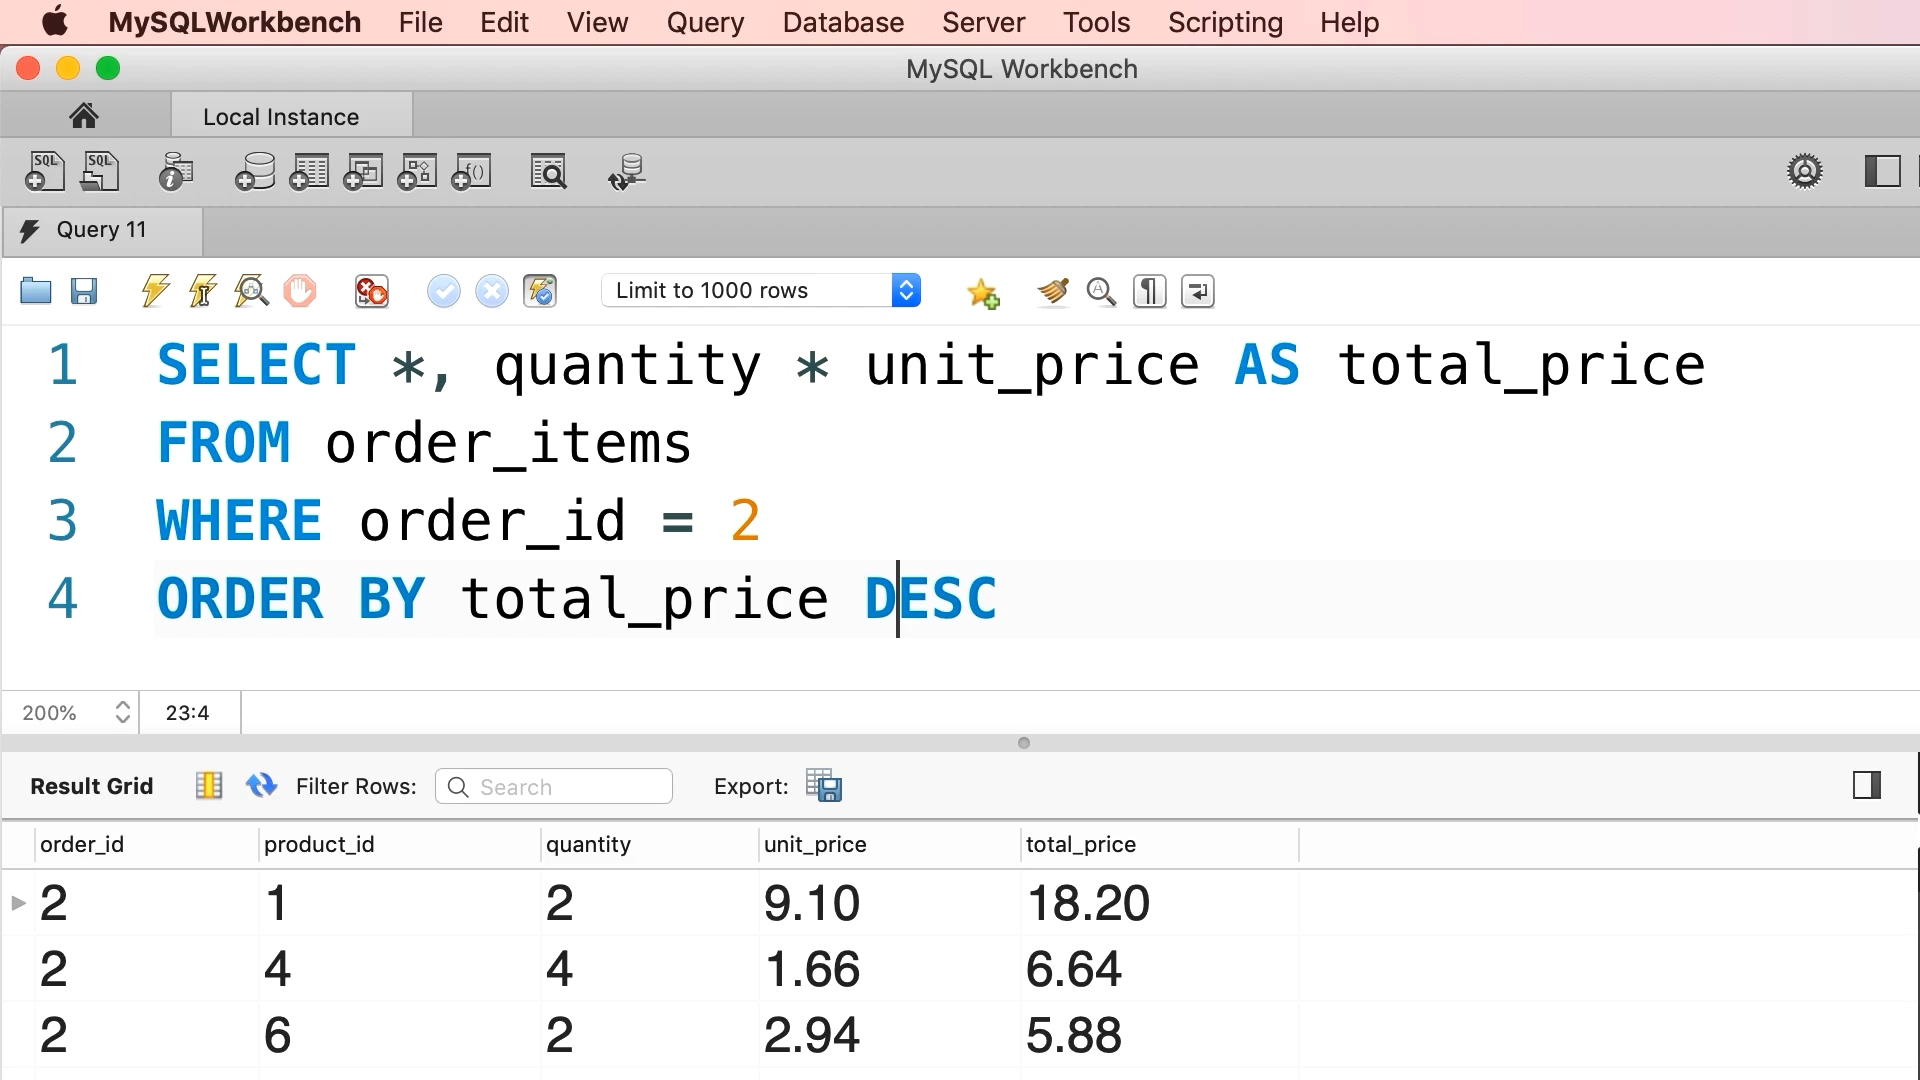 MySQLWorkbench File Edit View Query Database Server Tools Scripting Help
MySQL Workbench
Local Instance
SQL SQL f()
Query 11
Limit to 1000 rows
1 SELECT *, quantity * unit_price AS total_price
2 FROM order_items
3 WHERE order_id = 2
4 ORDER BY total_price DESC
200% 23:4
Result Grid Filter Rows: Search Export:
order_id product_id quantity unit_price total_price
2 1 2 9.10 18.20
2 4 4 1.66 6.64
2 6 2 2.94 5.88